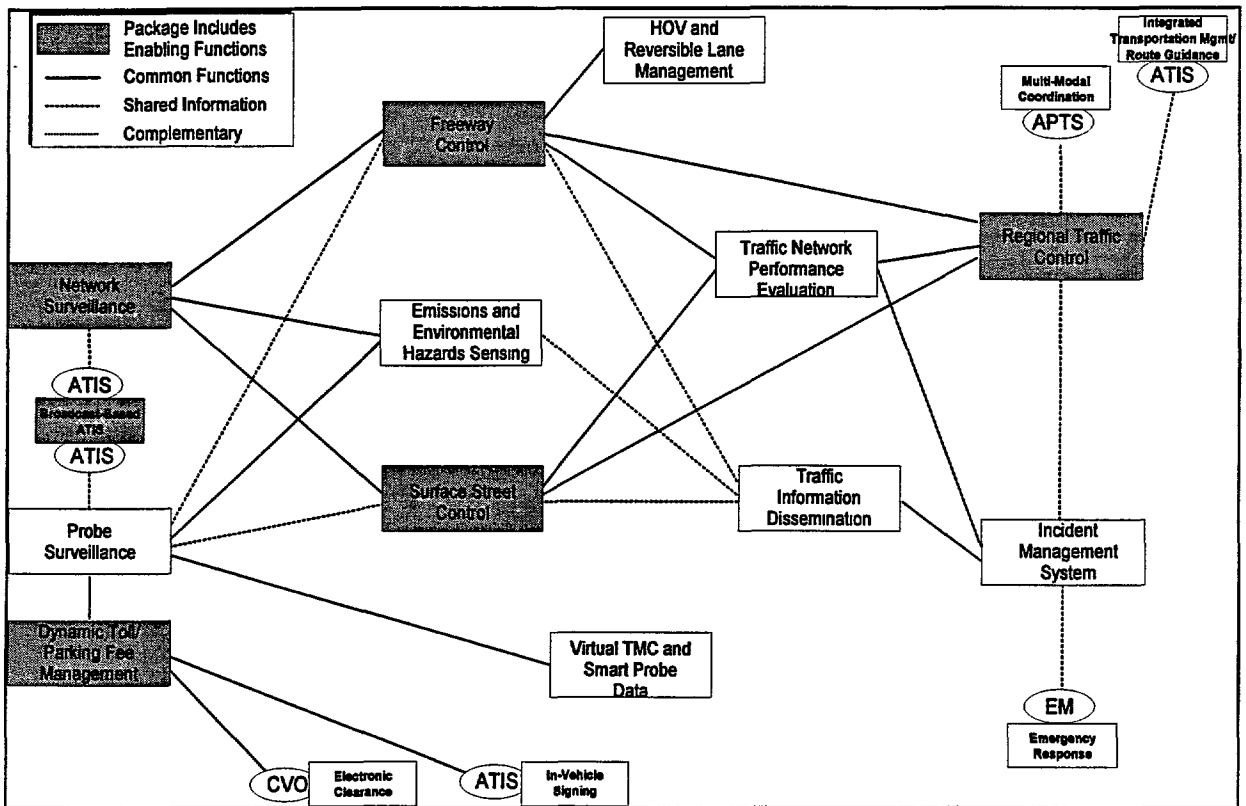 Package Includes
Enabling Functions
Common Functions
Shared Information
Complementary
HOV and
Reversible Lane
Management
Integrated
Transportation Mgmt/
Route Guidance
ATIS
Multi-Modal
Coordination
APTS
Freeway
Control
Regional Traffic
Control
Traffic Network
Performance
Evaluation
Network
Surveillance
Emissions and
Environmental
Hazards Sensing
ATIS
Broadcast-Based
ATIS
ATIS
Surface Street
Control
Traffic
Information
Dissemination
Probe
Surveillance
Incident
Management
System
Dynamic Toll/
Parking Fee
Management
Virtual TMC and
Smart Probe
Data
EM
Emergency
Response
CVO
Electronic
Clearance
ATIS
In-Vehicle
Signing